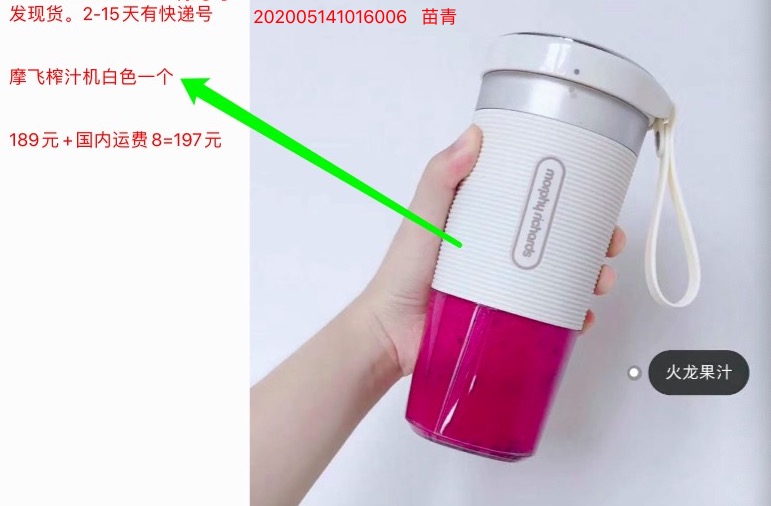 发现货。2-15天有快递号
202005141016006 苗青
摩飞榨汁机白色一个
189元+国内运费8=197元
morphy richards
火龙果汁